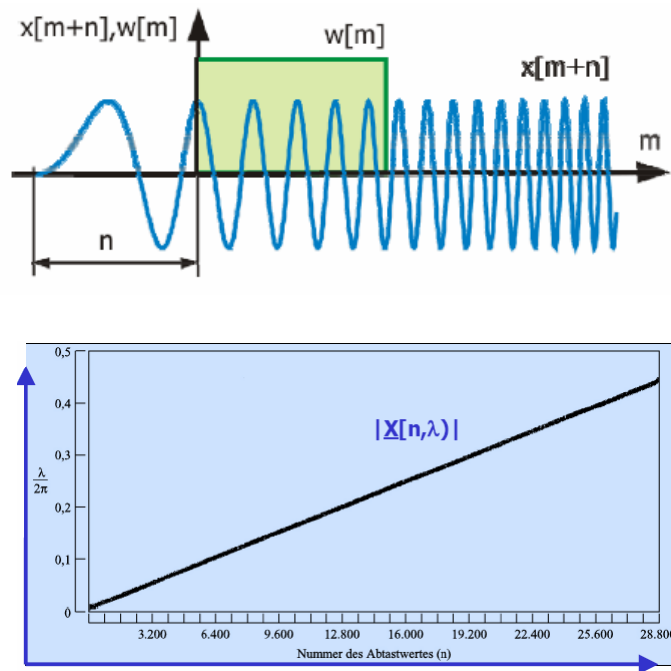 x[m+n],w[m]
w[m]
x[m+n]
m
n
0,5
0,4
|X[n,λ)|
0,3
λ
2π
0,2
0,1
0
3.200 6.400 9.600 12.800 16.000 19.200 22.400 25.600 28.800
Nummer des Abtastwertes (n)